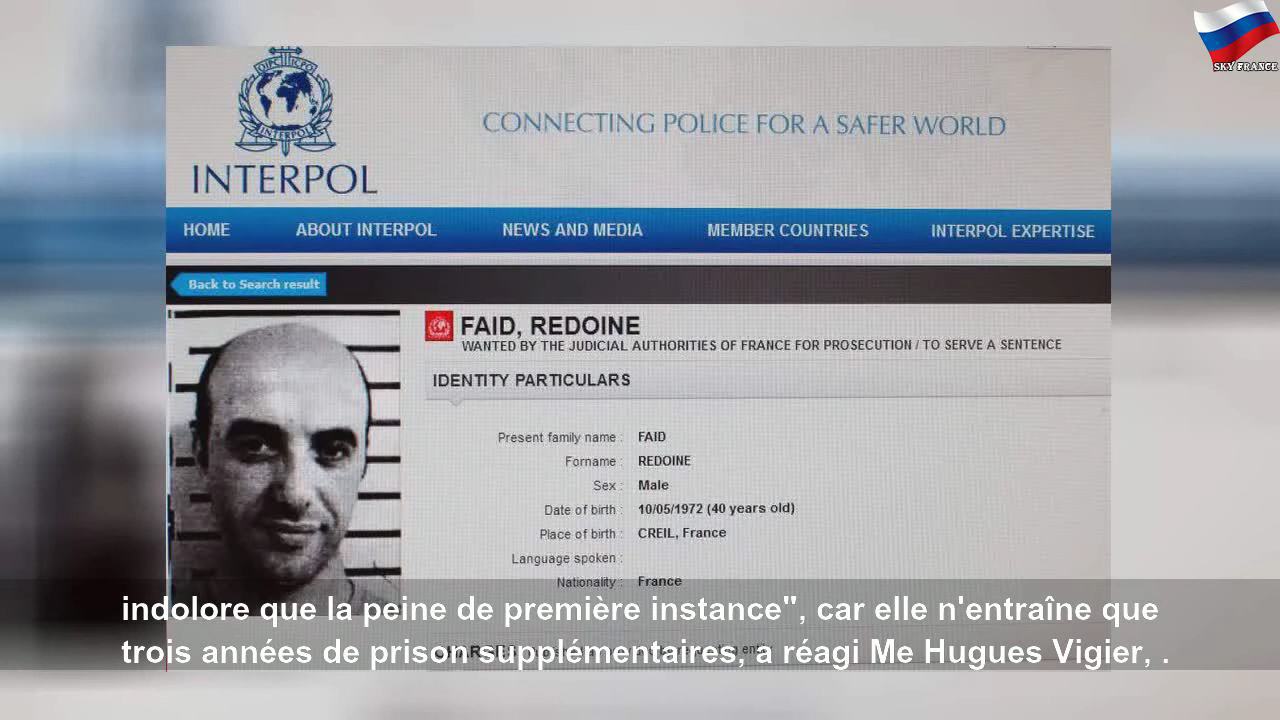 SKY FRANCE
OIPC ICPO
INTERPOL
INTERPOL
CONNECTING POLICE FOR A SAFER WORLD
HOME ABOUT INTERPOL NEWS AND MEDIA MEMBER COUNTRIES INTERPOL EXPERTISE
Back to Search result
FAID, REDOINE
WANTED BY THE JUDICIAL AUTHORITIES OF FRANCE FOR PROSECUTION / TO SERVE A SENTENCE
IDENTITY PARTICULARS
Present family name : FAID
Forname : REDOINE
Sex : Male
Date of birth : 10/05/1972 (40 years old)
Place of birth : CREIL, France
Language spoken :
Nationality : France
indolore que la peine de première instance", car elle n'entraîne que
trois années de prison supplémentaires, a réagi Me Hugues Vigier, .